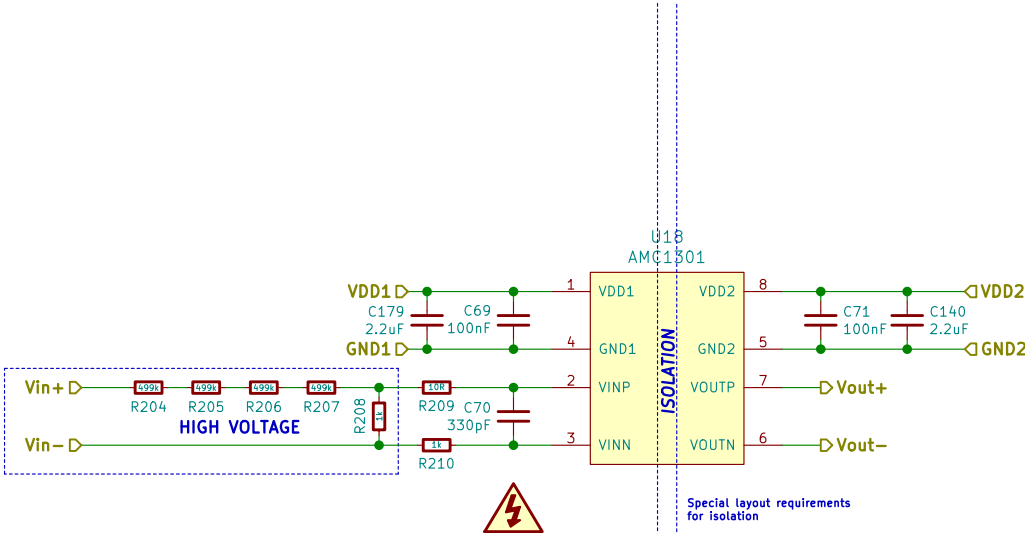 U18
AMC1301
VDD1
1
VDD1
VDD2
8
VDD2
C179
2.2uF
C69
100nF
C71
100nF
C140
2.2uF
GND1
4
GND1
GND2
5
GND2
ISOLATION
Vin+
499k
499k
499k
499k
10R
2
VINP
VOUTP
7
Vout+
R204
R205
R206
R207
R208
1k
R209
C70
330pF
HIGH VOLTAGE
Vin-
1k
3
VINN
VOUTN
6
Vout-
R210
Special layout requirements
for isolation